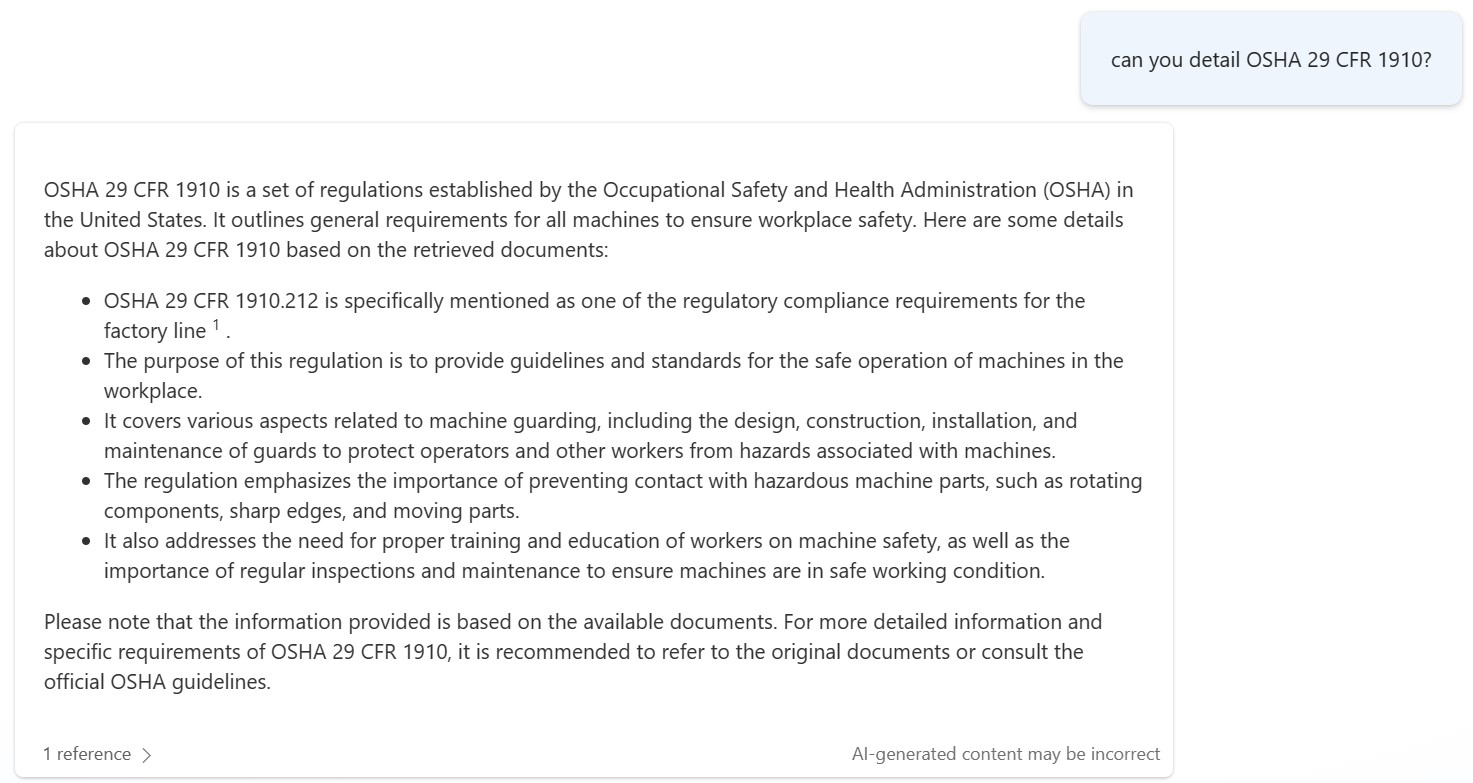 can you detail OSHA 29 CFR 1910?
OSHA 29 CFR 1910 is a set of regulations established by the Occupational Safety and Health Administration (OSHA) in
the United States. It outlines general requirements for all machines to ensure workplace safety. Here are some details
about OSHA 29 CFR 1910 based on the retrieved documents:
• OSHA 29 CFR 1910.212 is specifically mentioned as one of the regulatory compliance requirements for the
factory line 1 .
• The purpose of this regulation is to provide guidelines and standards for the safe operation of machines in the
workplace.
• It covers various aspects related to machine guarding, including the design, construction, installation, and
maintenance of guards to protect operators and other workers from hazards associated with machines.
• The regulation emphasizes the importance of preventing contact with hazardous machine parts, such as rotating
components, sharp edges, and moving parts.
• It also addresses the need for proper training and education of workers on machine safety, as well as the
importance of regular inspections and maintenance to ensure machines are in safe working condition.
Please note that the information provided is based on the available documents. For more detailed information and
specific requirements of OSHA 29 CFR 1910, it is recommended to refer to the original documents or consult the
official OSHA guidelines.
1 reference
AI-generated content may be incorrect